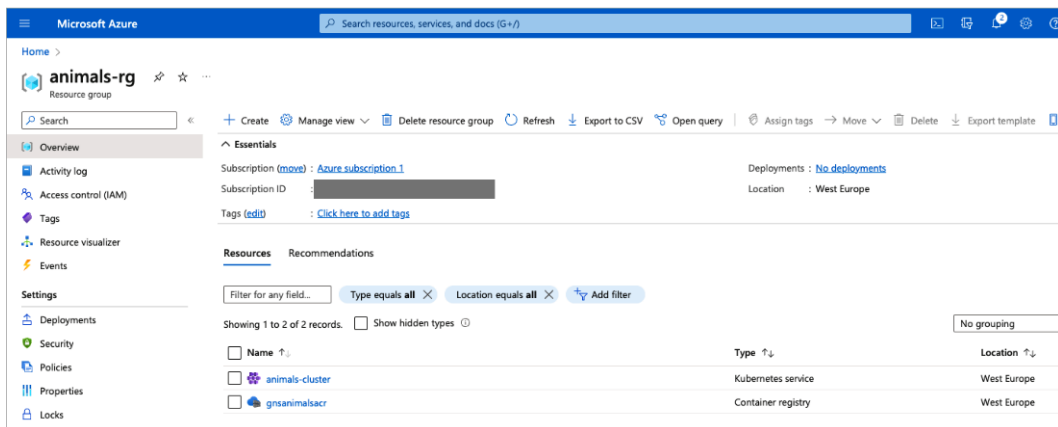 Microsoft Azure
Search resources, services, and docs (G+/)
2
Home >
animals-rg
Resource group
Search
Create
Manage view
Delete resource group
Refresh
Export to CSV
Open query
Assign tags
Move
Delete
Export template
Overview
Activity log
Access control (IAM)
Tags
Resource visualizer
Events
Settings
Deployments
Security
Policies
Properties
Locks
Essentials
Subscription (move) : Azure subscription 1
Subscription ID :
Tags (edit) : Click here to add tags
Deployments : No deployments
Location : West Europe
Resources Recommendations
Filter for any field...
Type equals all
Location equals all
Add filter
Showing 1 to 2 of 2 records.
Show hidden types
No grouping
Name Type Location
animals-cluster Kubernetes service West Europe
gnsanimalsacr Container registry West Europe